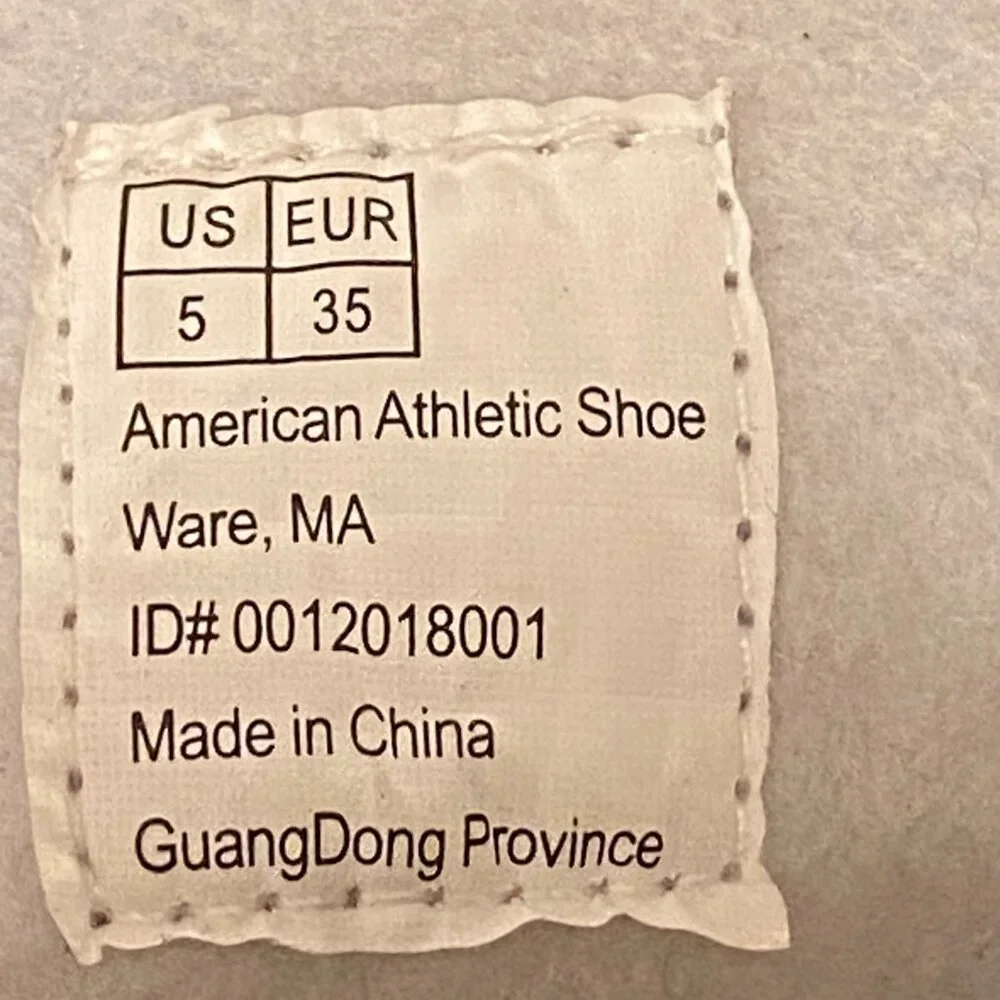 US EUR
5 35
American Athletic Shoe
Ware, MA
ID# 0012018001
Made in China
GuangDong Province